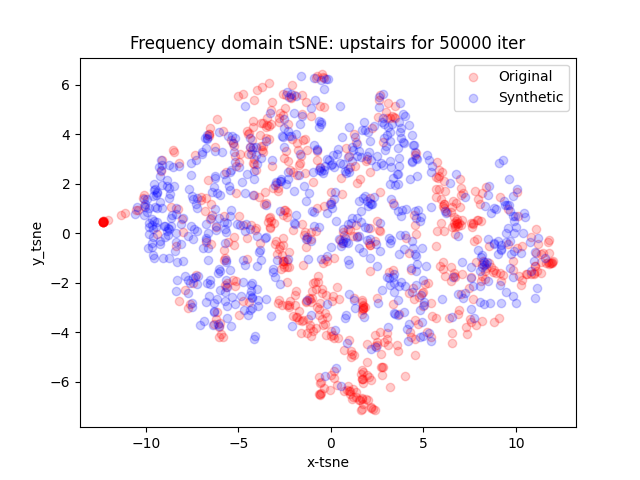 Frequency domain tSNE: upstairs for 50000 iter
Original
Synthetic
6
4
2
0
−2
−4
−6
y_tsne
−10
−5
0
5
10
x-tsne